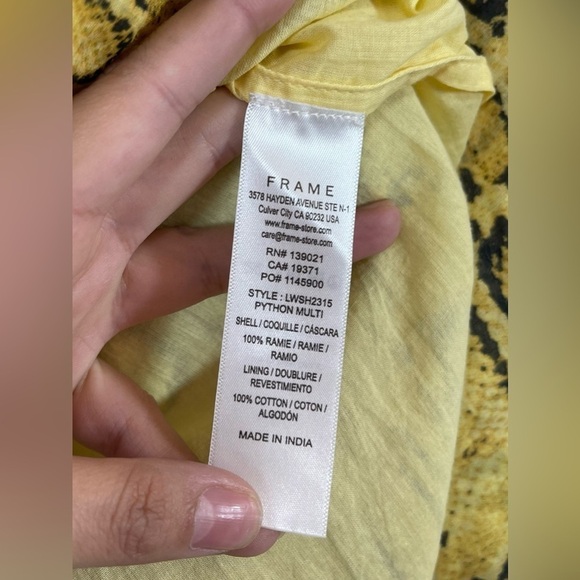 FRAME
3578 HAYDEN AVENUE STE N-1
Culver City CA 90232 USA
www.frame-store.com
care@frame-store.com
RN# 139021
CA# 19371
PO# 1145900
STYLE : LWSH2315
PYTHON MULTI
SHELL / COQUILLE / CÁSCARA
100% RAMIE / RAMIE /
RAMIO
LINING / DOUBLURE /
REVESTIMIENTO
100% COTTON / COTON /
ALGODÓN
MADE IN INDIA